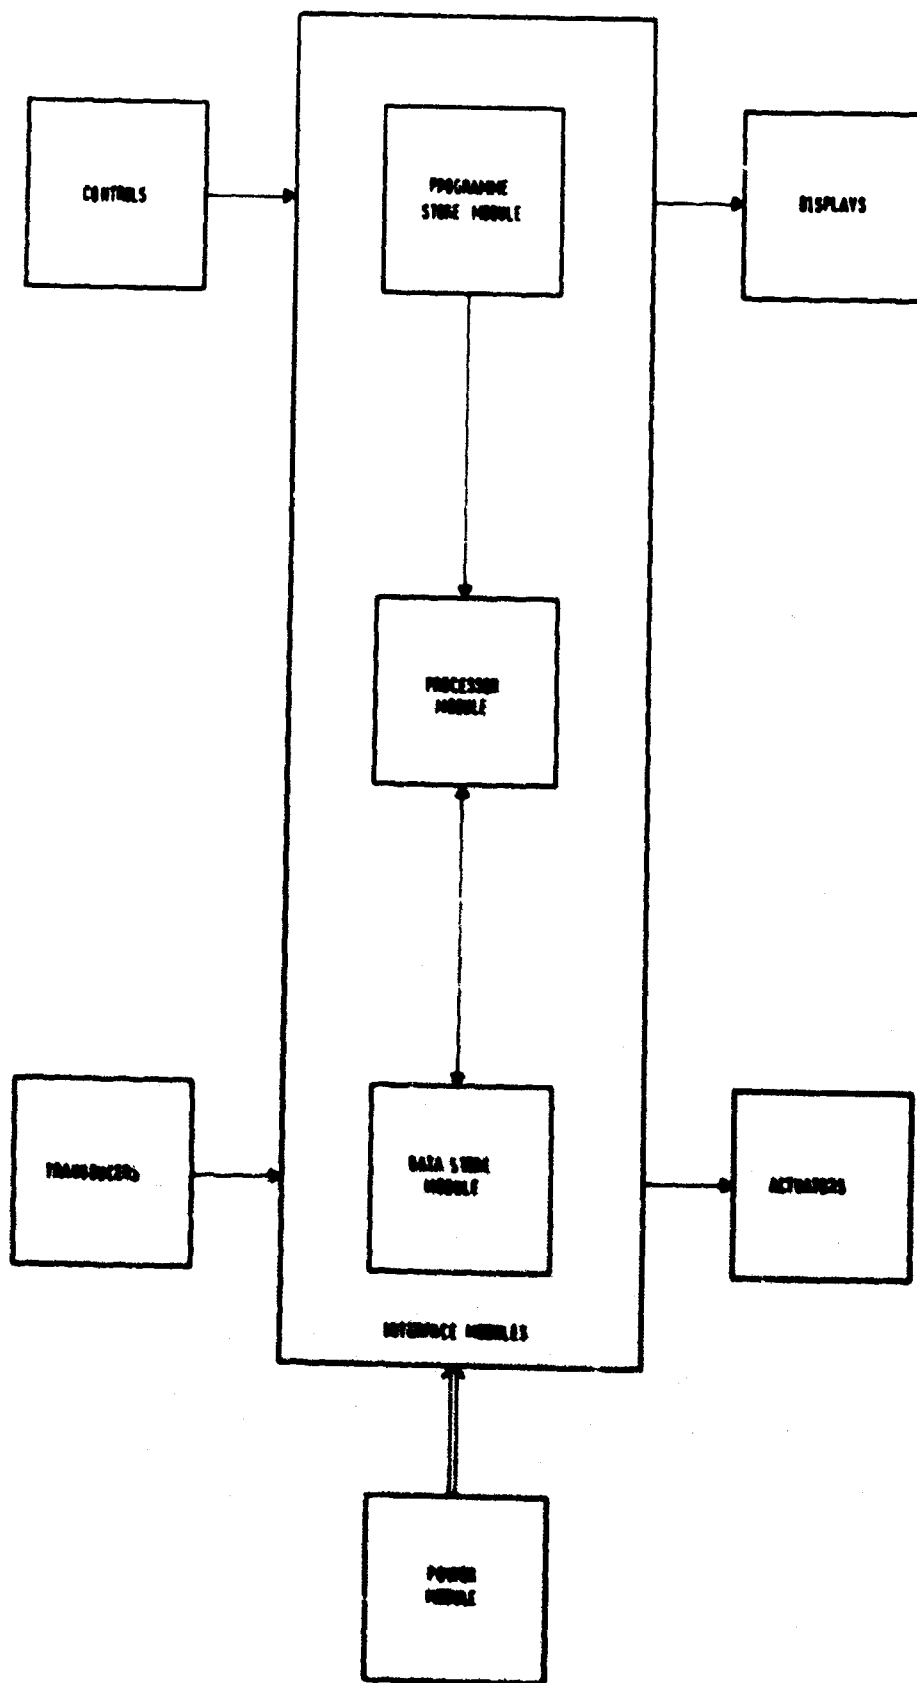 CONTROLS
PROGRAMME
STORE MODULE
DISPLAYS
PROCESSOR
MODULE
TRANSDUCERS
DATA STORE
MODULE
ACTUATORS
INTERFACE MODULES
POWER
MODULE